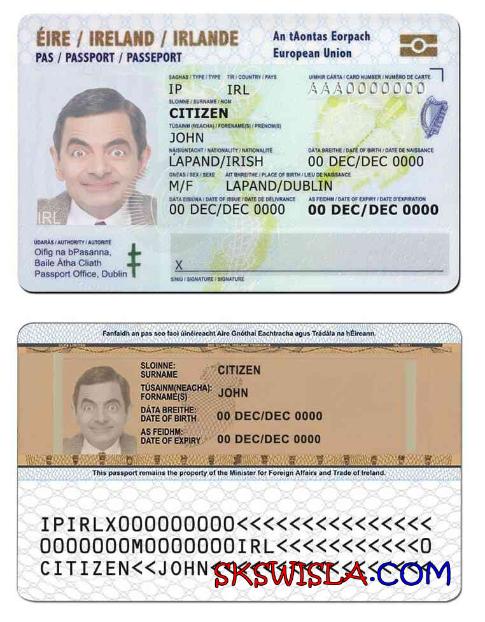 ÉIRE / IRELAND / IRLANDE
PAS / PASSPORT / PASSEPORT
An tAontas Eorpach
European Union
SAGHAS / TYPE / TYPE TÍR / COUNTRY / PAYS UIMHIR CÁRTA / CARD NUMBER / NUMÉRO DE CARTE
IP IRL AAA0000000
SLOINNE / SURNAME / NOM
CITIZEN
TÚSAINM (NEACHA) / FORENAME(S) / PRÉNOM(S)
JOHN
NÁISIÚNTACHT / NATIONALITY / NATIONALITÉ DÁTA BREITHE / DATE OF BIRTH / DATE DE NAISSANCE
LAPAND/IRISH 00 DEC/DEC 0000
GNÉAS / SEX / SEXE ÁIT BHREITHE / PLACE OF BIRTH / LIEU DE NAISSANCE
M/F LAPAND/DUBLIN
DÁTA EISIÚNA / DATE OF ISSUE / DATE DE DÉLIVRANCE AS FEIDHM / DATE OF EXPIRY / DATE D'EXPIRATION
00 DEC/DEC 0000 00 DEC/DEC 0000
IRL
ÚDARÁS / AUTHORITY / AUTORITÉ
Oifig na bPasanna,
Baile Átha Cliath
Passport Office, Dublin
X
SÍNIÚ / SIGNATURE / SIGNATURE
Fanfaidh an pas seo faoi úinéireacht Aire Gnóthaí Eachtracha agus Trádála na hÉireann.
SLOINNE:
SURNAME CITIZEN
TÚSAINM(NEACHA):
FORNAME(S) JOHN
DÁTA BREITHE:
DATE OF BIRTH 00 DEC/DEC 0000
AS FEIDHM:
DATE OF EXPIRY 00 DEC/DEC 0000
This passport remains the property of the Minister for Foreign Affairs and Trade of Ireland.
IPIRLX000000000<<<<<<<<<<<<<<<
0000000M0000000IRL<<<<<<<<<<<0
CITIZEN<<JOHN<<<<<<<<<<<<<<<<<
SKSWISLA.COM